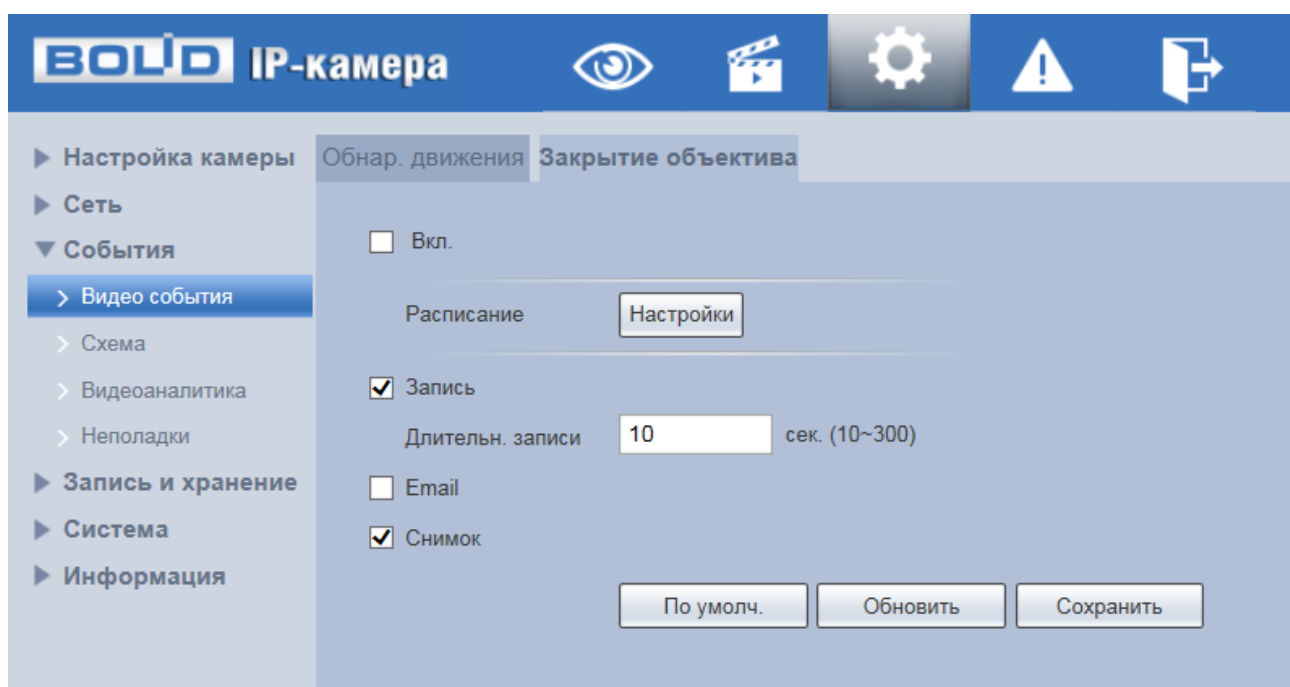 BOLID IP-камера
Настройка камеры
Сеть
События
Видео события
Схема
Видеоаналитика
Неполадки
Запись и хранение
Система
Информация
Обнар. движения Закрытие объектива
Вкл.
Расписание Настройки
Запись
Длительн. записи 10 сек. (10~300)
Email
Снимок
По умолч. Обновить Сохранить